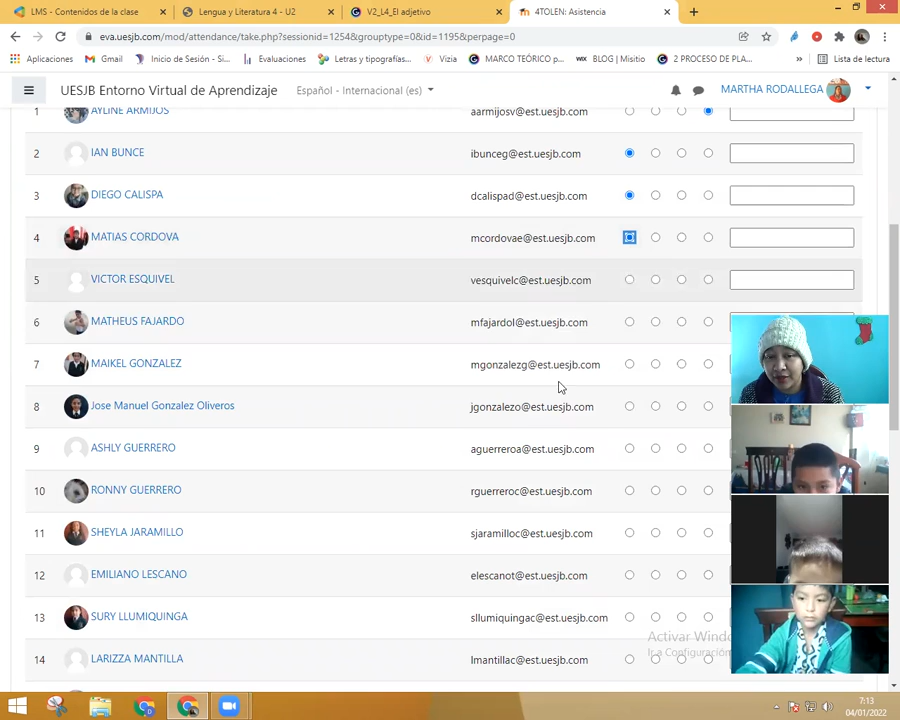 LMS - Contenidos de la clase
Lengua y Literatura 4 - U2
V2_L4_El adjetivo
4TOLEN: Asistencia
eva.uesjb.com/mod/attendance/take.php?sessionid=1254&grouptype=0&id=1195&perpage=0
Aplicaciones
Gmail
Inicio de Sesión - Si...
Evaluaciones
Letras y tipografías...
Vizia
MARCO TEÓRICO p...
WIX
BLOG | Misitio
2 PROCESO DE PLA...
»
Lista de lectura
UESJB Entorno Virtual de Aprendizaje
Español - Internacional (es)
MARTHA RODALLEGA
1 AYLINE ARMIJOS aarmijosv@est.uesjb.com
2 IAN BUNCE ibunceg@est.uesjb.com
3 DIEGO CALISPA dcalispad@est.uesjb.com
4 MATIAS CORDOVA mcordovae@est.uesjb.com
5 VICTOR ESQUIVEL vesquivelc@est.uesjb.com
6 MATHEUS FAJARDO mfajardol@est.uesjb.com
7 MAIKEL GONZALEZ mgonzalezg@est.uesjb.com
8 Jose Manuel Gonzalez Oliveros jgonzalezo@est.uesjb.com
9 ASHLY GUERRERO aguerreroa@est.uesjb.com
10 RONNY GUERRERO rguerreroc@est.uesjb.com
11 SHEYLA JARAMILLO sjaramilloc@est.uesjb.com
12 EMILIANO LESCANO elescanot@est.uesjb.com
13 SURY LLUMIQUINGA sllumiquingac@est.uesjb.com
14 LARIZZA MANTILLA lmantillac@est.uesjb.com
Activar Windo
Ir a Configuración
7:13
04/01/2022